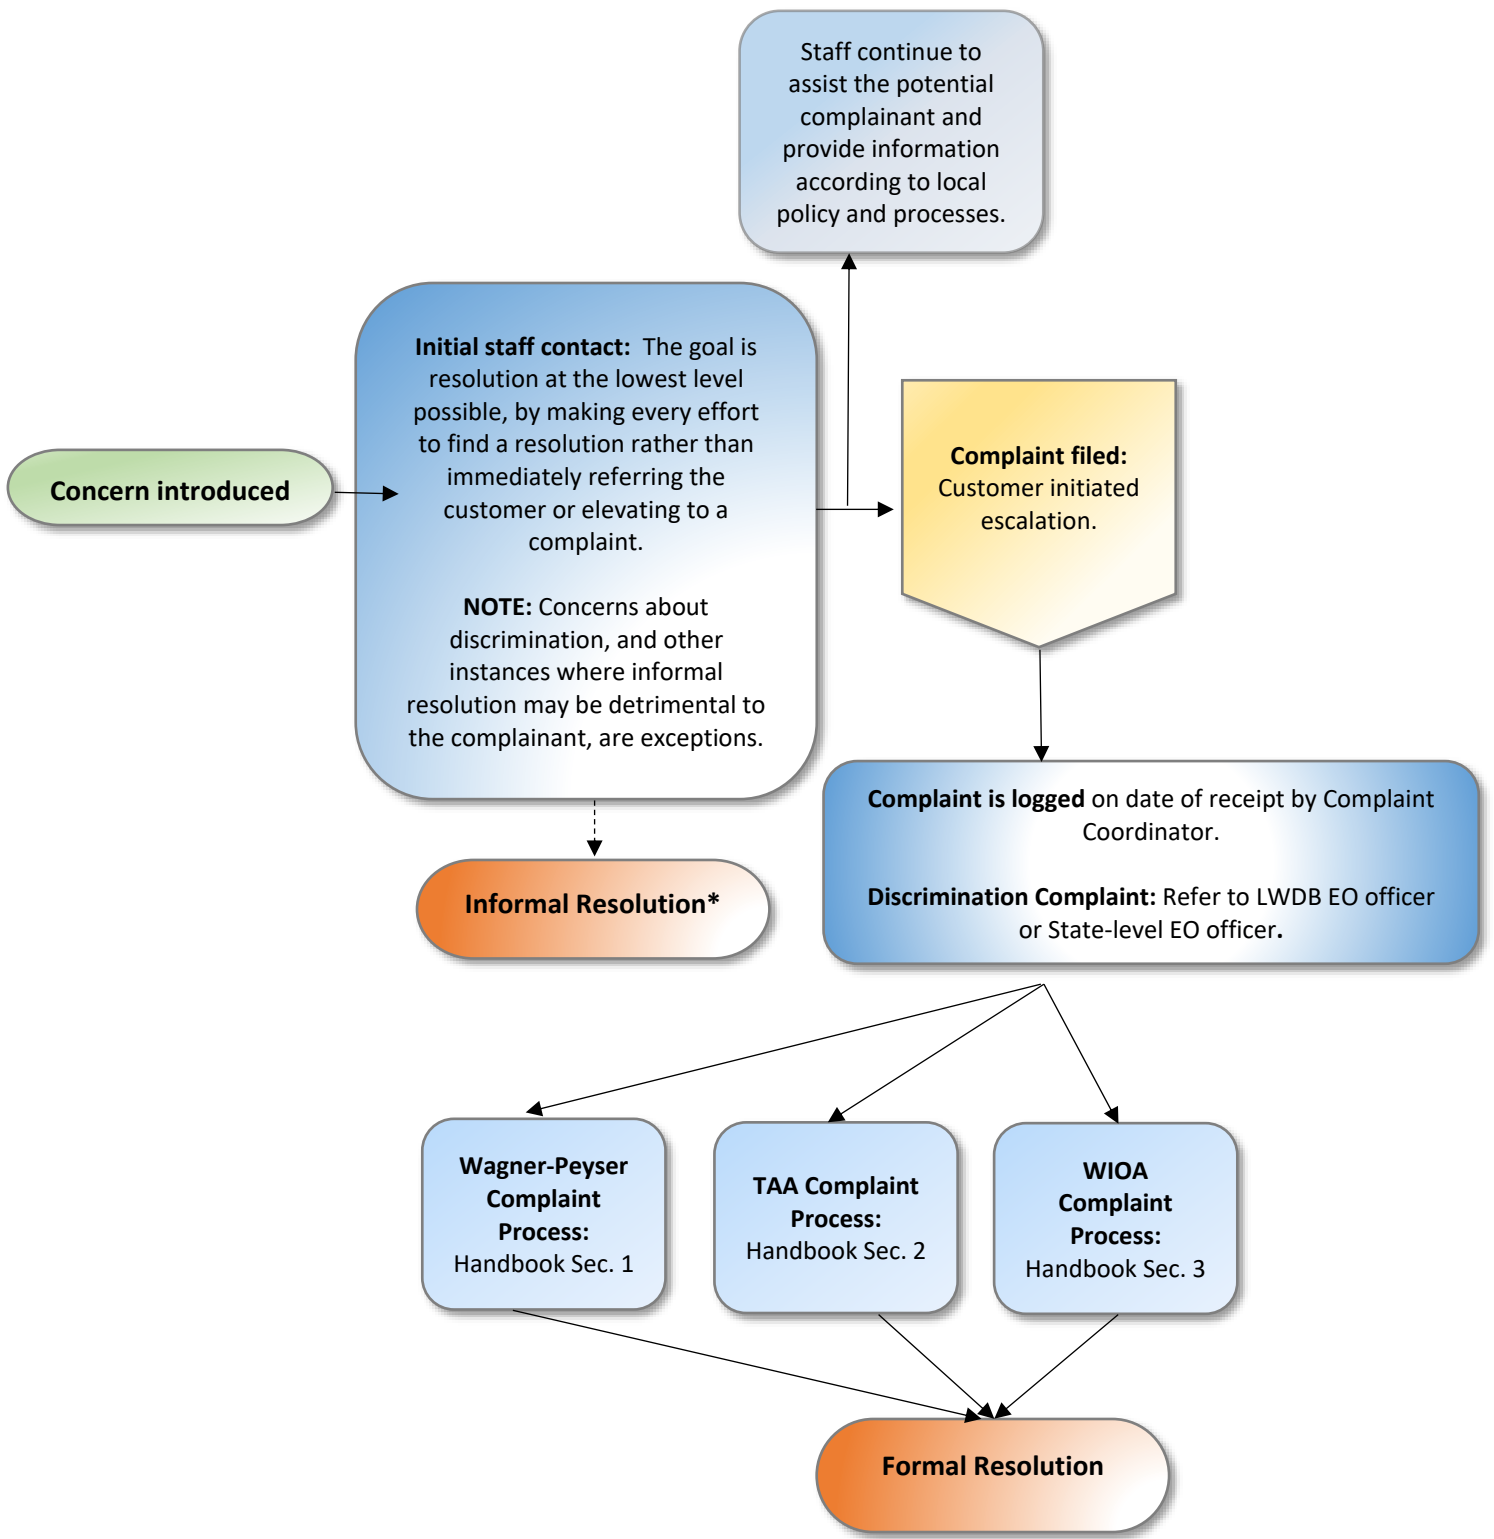 Staff continue to
assist the potential
complainant and
provide information
according to local
policy and processes.
Initial staff contact: The goal is
resolution at the lowest level
possible, by making every effort
to find a resolution rather than
immediately referring the
customer or elevating to a
complaint.
NOTE: Concerns about
discrimination, and other
instances where informal
resolution may be detrimental to
the complainant, are exceptions.
Concern introduced
Complaint filed:
Customer initiated
escalation.
Complaint is logged on date of receipt by Complaint
Coordinator.
Discrimination Complaint: Refer to LWDB EO officer
or State-level EO officer.
Informal Resolution*
Wagner-Peyser
Complaint
Process:
Handbook Sec. 1
TAA Complaint
Process:
Handbook Sec. 2
WIOA
Complaint
Process:
Handbook Sec. 3
Formal Resolution